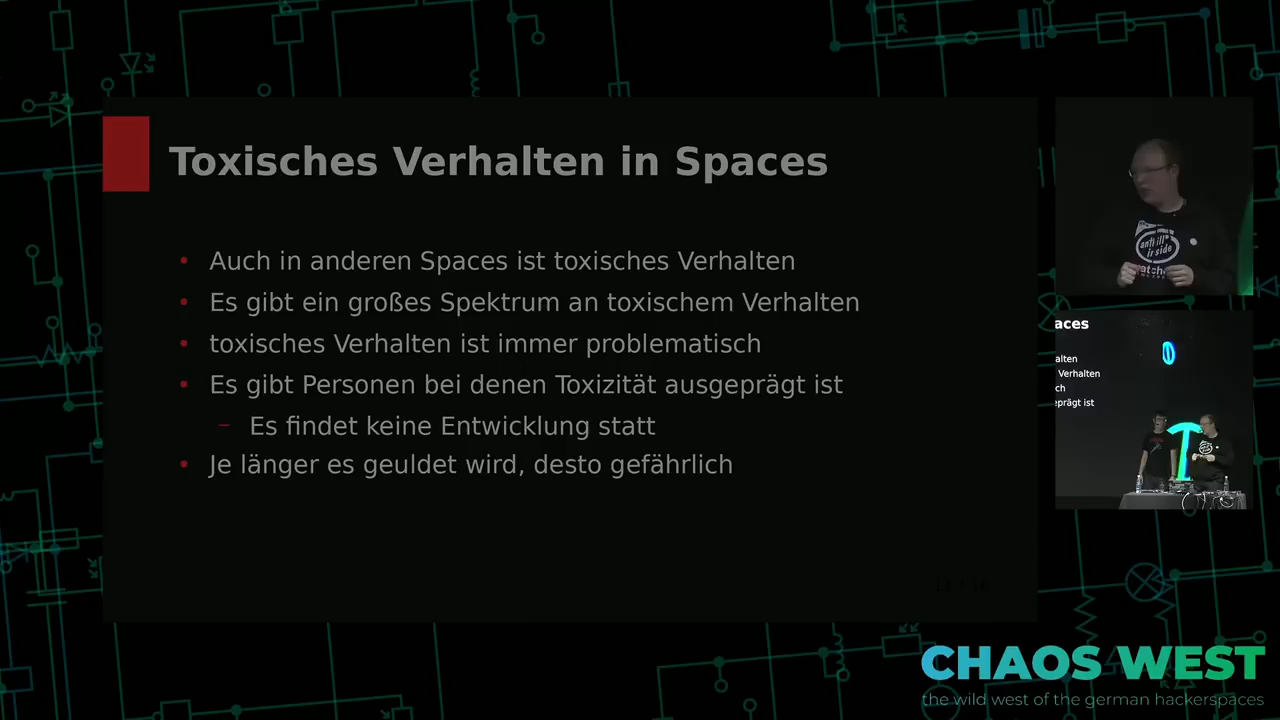 Toxisches Verhalten in Spaces
Auch in anderen Spaces ist toxisches Verhalten
Es gibt ein großes Spektrum an toxischem Verhalten
toxisches Verhalten ist immer problematisch
Es gibt Personen bei denen Toxizität ausgeprägt ist
– Es findet keine Entwicklung statt
Je länger es geuldet wird, desto gefährlich
aces
alten
Verhalten
ch
eprägt ist
CHAOS WEST
the wild west of the german hackerspaces